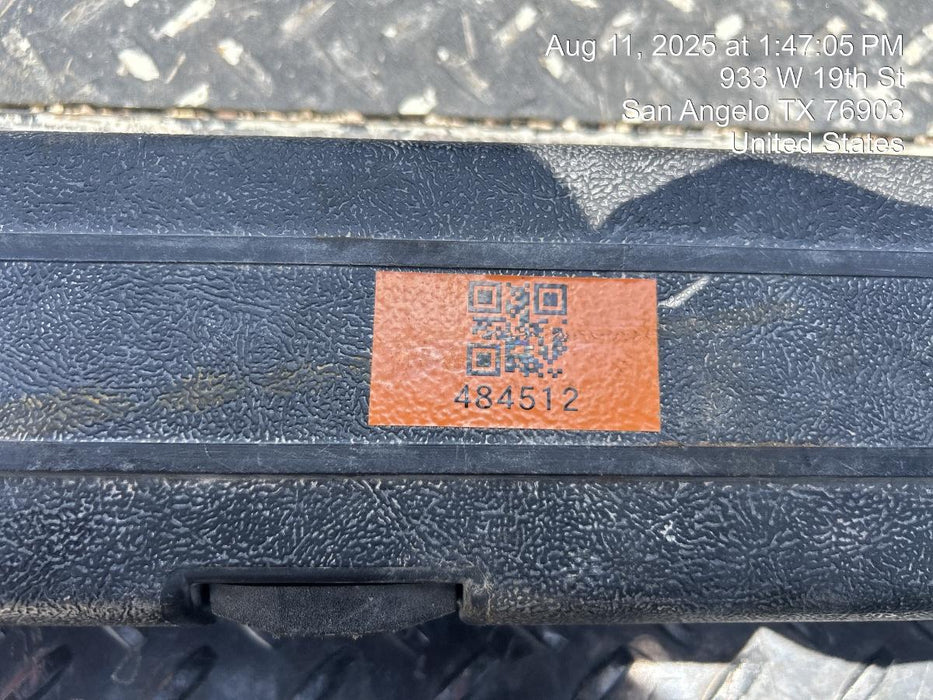 Aug 11, 2025 at 1:47:05 PM
933 W 19th St
San Angelo TX 76903
United States
484512